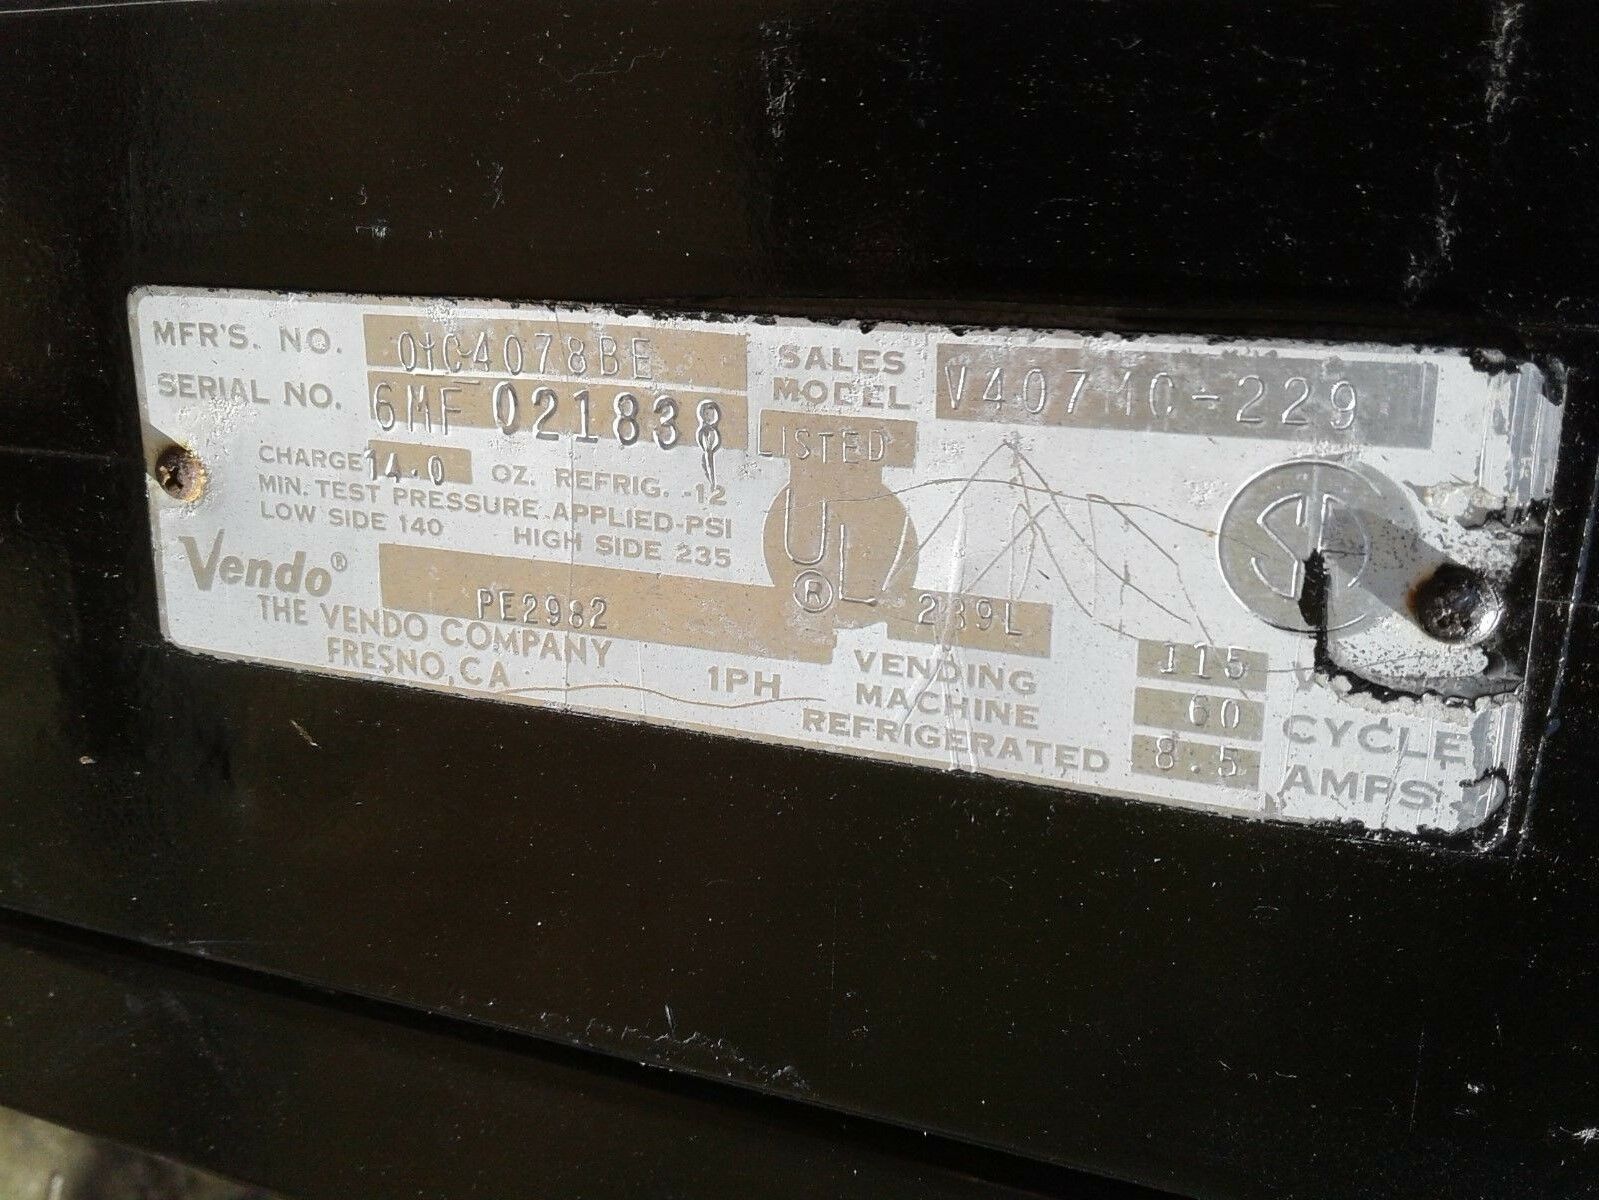 MFR'S. NO. 01C4078BE SALES MODEL V407MC-229
SERIAL NO. 6MF 021838
LISTED
UL ®
CHARGE 14.0 OZ. REFRIG. -12
MIN. TEST PRESSURE APPLIED-PSI
LOW SIDE 140 HIGH SIDE 235
Vendo®
PE2982 289L
THE VENDO COMPANY
FRESNO, CA
1PH
VENDING
MACHINE
REFRIGERATED
115
60 CYCLE
8.5 AMPS